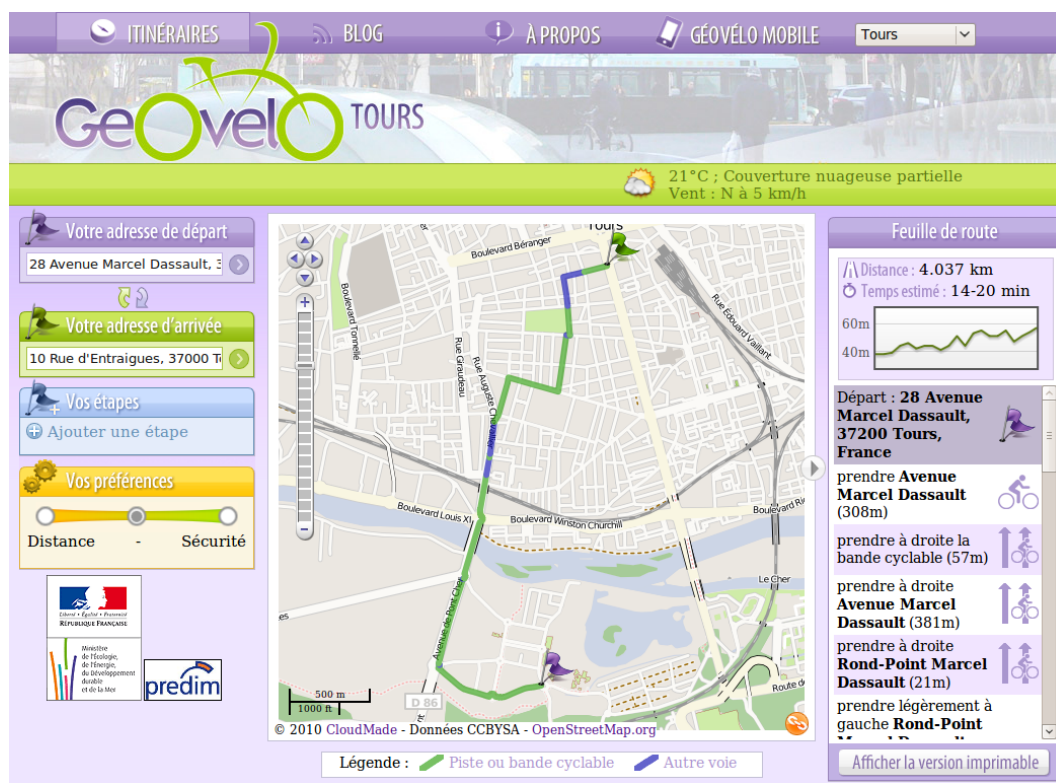 ITINÉRAIRES
BLOG
À PROPOS
GÉOVÉLO MOBILE
Tours
Geovelo TOURS
21°C ; Couverture nuageuse partielle
Vent : N à 5 km/h
Votre adresse de départ
28 Avenue Marcel Dassault, 3
Votre adresse d'arrivée
10 Rue d'Entraigues, 37000 T
Vos étapes
Ajouter une étape
Vos préférences
Distance - Sécurité
Liberté • Égalité • Fraternité
RÉPUBLIQUE FRANÇAISE
Ministère
de l'Écologie,
de l'Énergie,
du Développement
durable
et de la Mer
predim
Tours
Boulevard Béranger
Boulevard Tonnellé
Rue Giraudeau
Rue Auguste Chevallier
Rue Edouard Vaillant
Boulevard Louis XI
Boulevard Winston Churchill
Boulevard Ri
Le Cher
Avenue de Pont Cher
es
Route d
D 86
500 m
1000 ft
© 2010 CloudMade - Données CCBYSA - OpenStreetMap.org
Légende : Piste ou bande cyclable Autre voie
Feuille de route
Distance : 4.037 km
Temps estimé : 14-20 min
60m
40m
Départ : 28 Avenue
Marcel Dassault,
37200 Tours,
France
prendre Avenue
Marcel Dassault
(308m)
prendre à droite la
bande cyclable (57m)
prendre à droite
Avenue Marcel
Dassault (381m)
prendre à droite
Rond-Point Marcel
Dassault (21m)
prendre légèrement à
gauche Rond-Point
Afficher la version imprimable